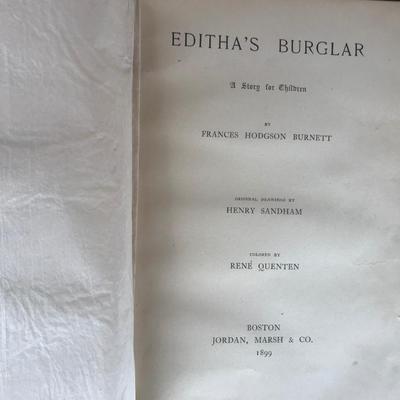 EDITHA'S BURGLAR
A Story for Children
BY
FRANCES HODGSON BURNETT
ORIGINAL DRAWINGS BY
HENRY SANDHAM
COLORED BY
RENÉ QUENTEN
BOSTON
JORDAN, MARSH & CO.
1899